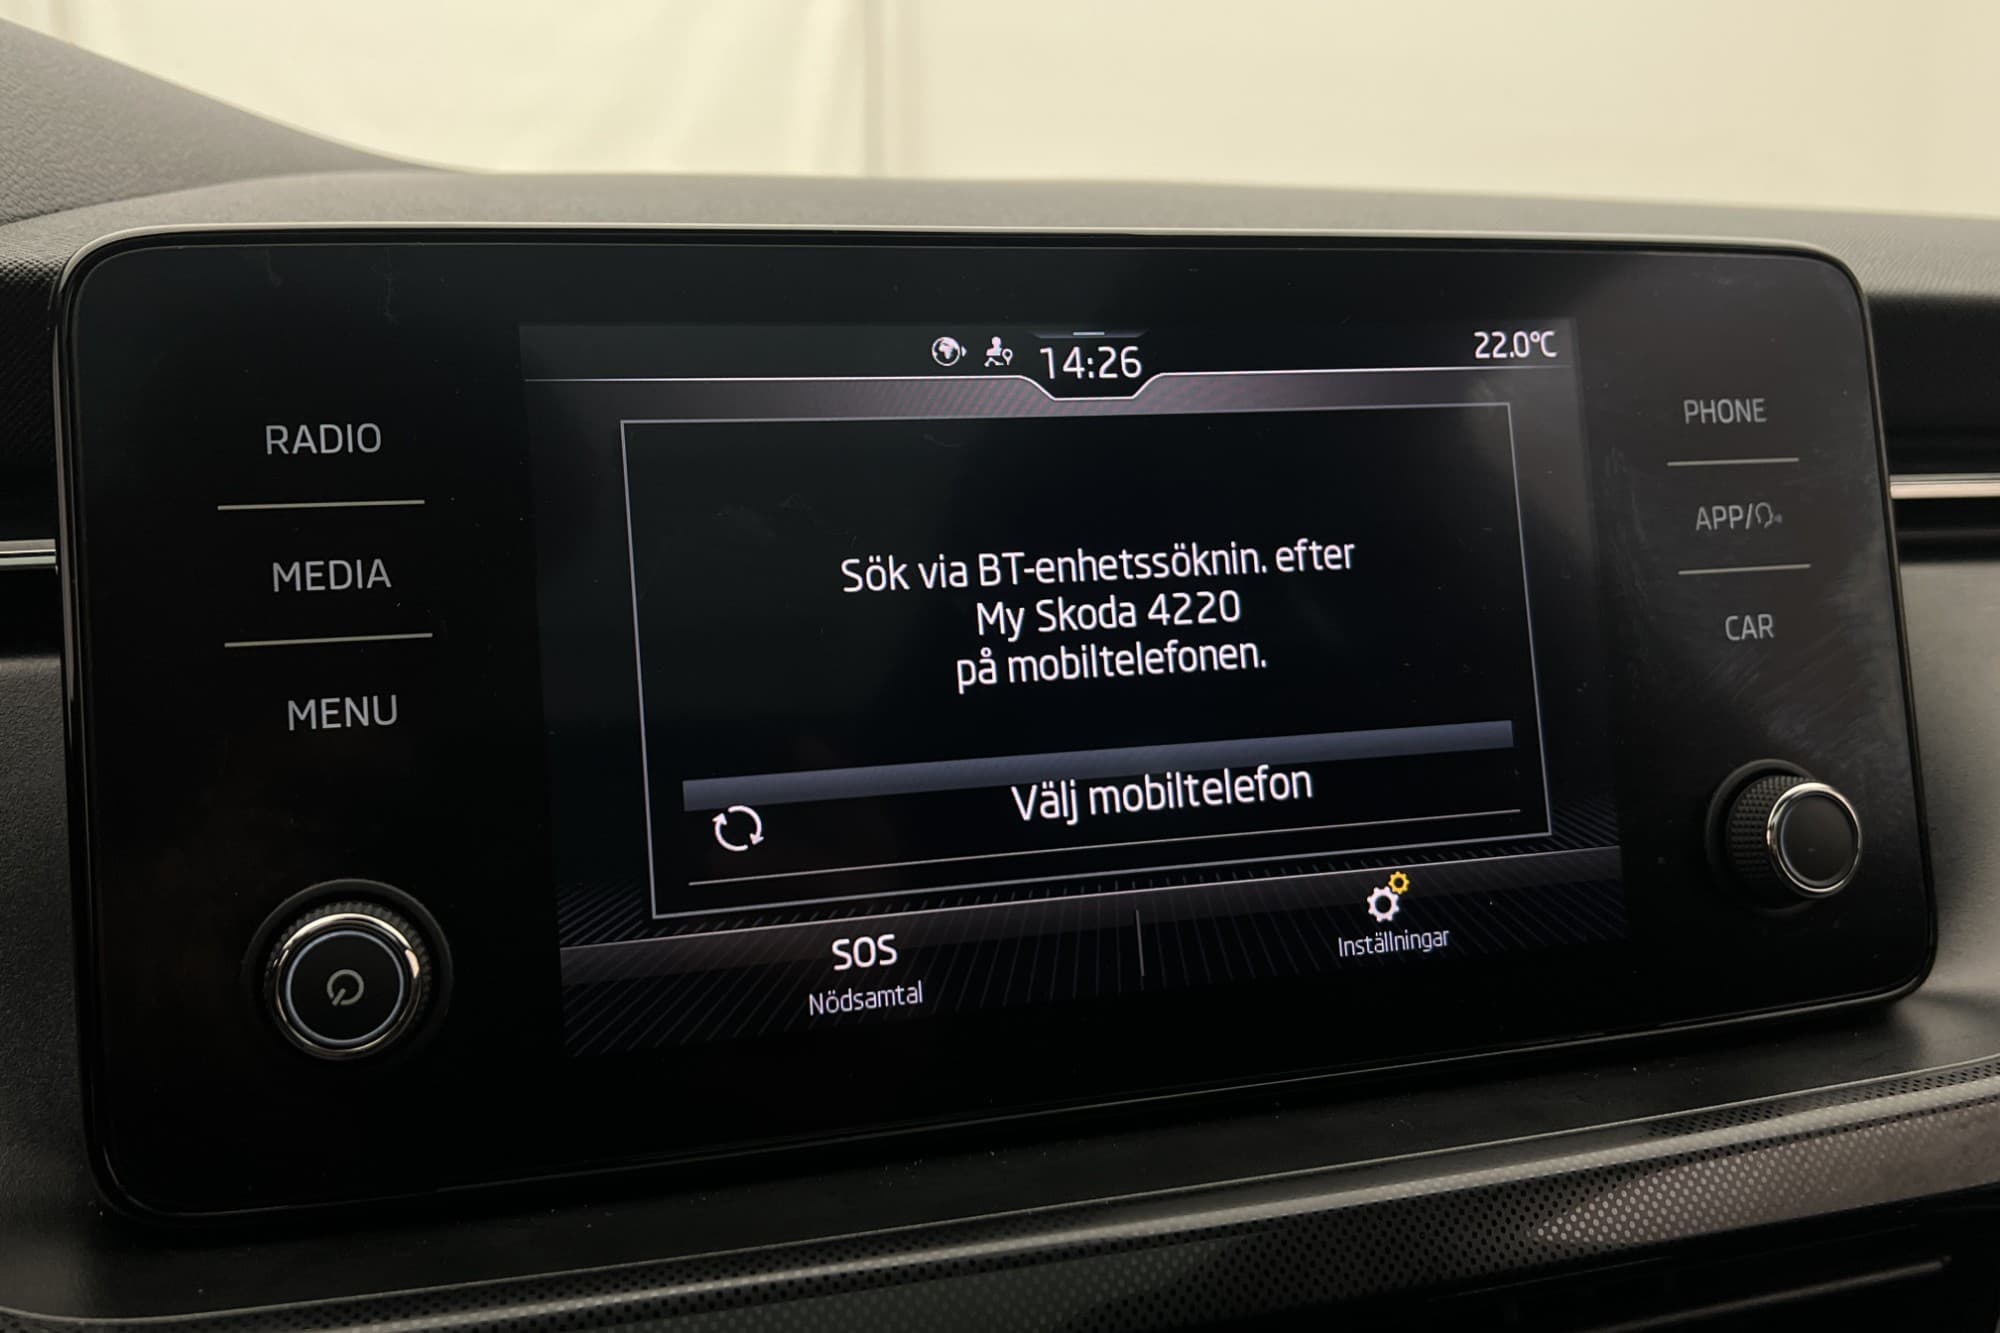 14:26
22.0°C
RADIO
MEDIA
MENU
Sök via BT-enhetssöknin. efter
My Skoda 4220
på mobiltelefonen.
Välj mobiltelefon
SOS
Nödsamtal
Inställningar
PHONE
APP/
CAR